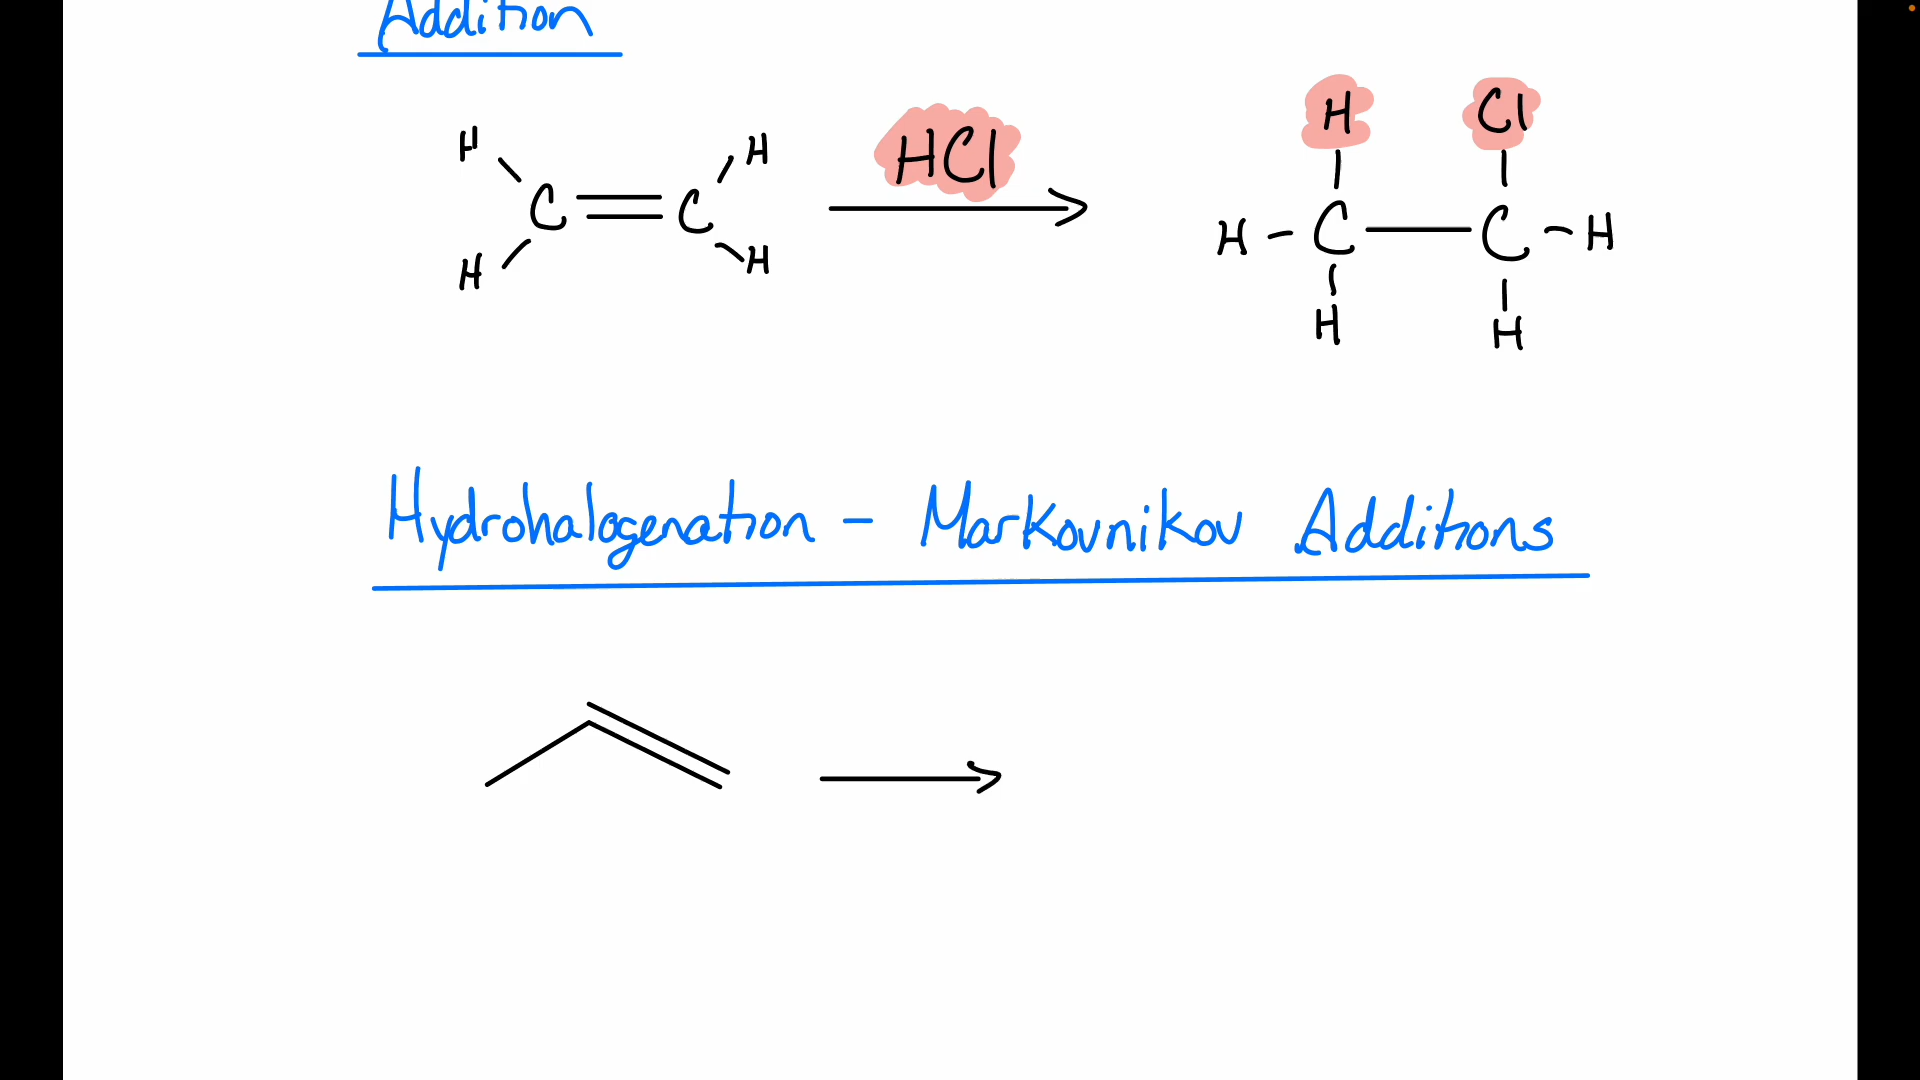 Addition
H H HCl H Cl
C = C H - C - C - H
H H H H
Hydrohalogenation - Markovnikov Additions